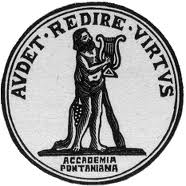 AVDET · REDIRE · VIRTVS
ACCADEMIA
PONTANIANA